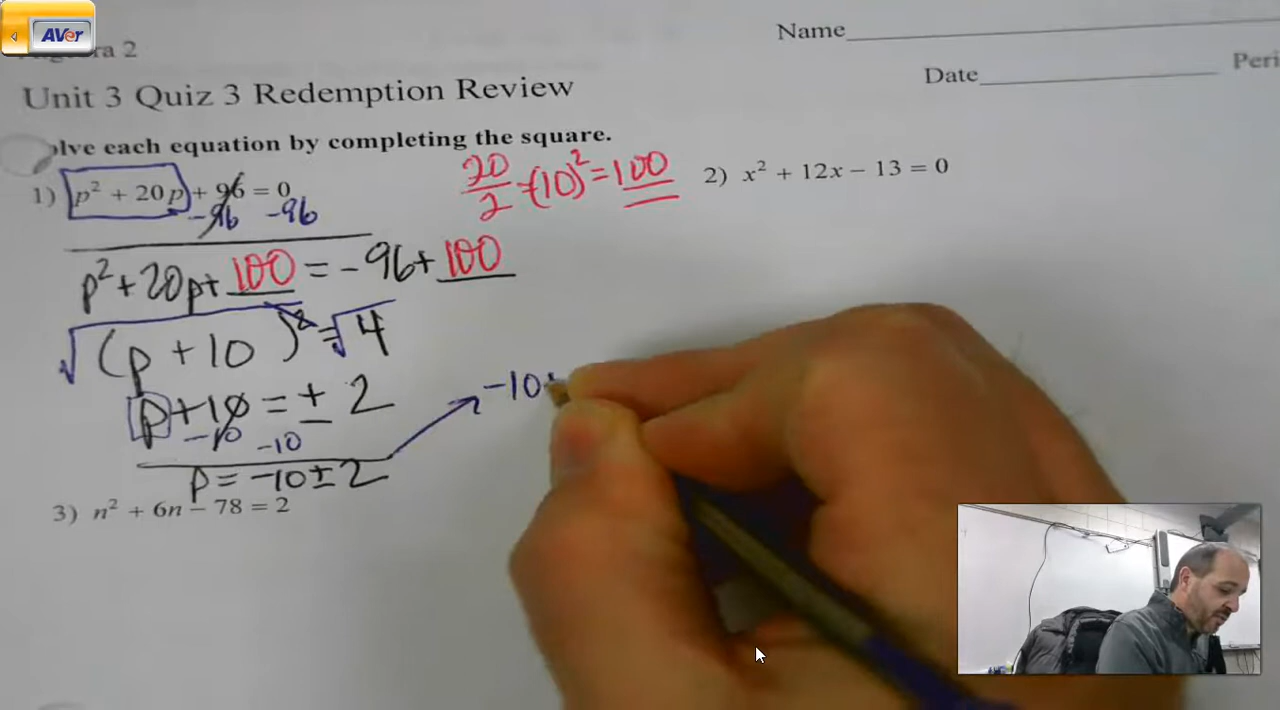 AVer
Algebra 2
Name
Date
Peri
Unit 3 Quiz 3 Redemption Review
olve each equation by completing the square.
1) p² + 20p + 96 = 0
-96 -96
20/2 = (10)² = 100
2) x² + 12x − 13 = 0
p² + 20p + 100 = -96 + 100
√(p + 10)² = √4
p + 10 = ± 2
-10 -10
p = -10 ± 2
-10+
3) n² + 6n − 78 = 2